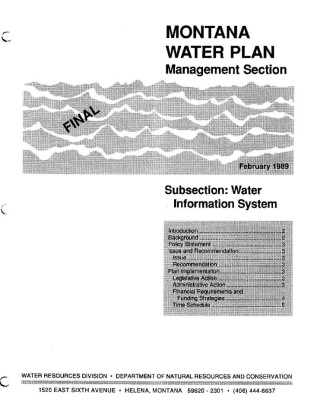 MONTANA
WATER PLAN
Management Section
FINAL
February 1989
Subsection: Water
Information System
Introduction 2
Background 2
Policy Statement 3
Issue and Recommendation 3
Issue 3
Recommendation 3
Plan Implementation 3
Legislative Action 3
Administrative Action 3
Financial Requirements and
Funding Strategies 4
Time Schedule 5
WATER RESOURCES DIVISION • DEPARTMENT OF NATURAL RESOURCES AND CONSERVATION
1520 EAST SIXTH AVENUE • HELENA, MONTANA 59620 - 2301 • (406) 444-6637